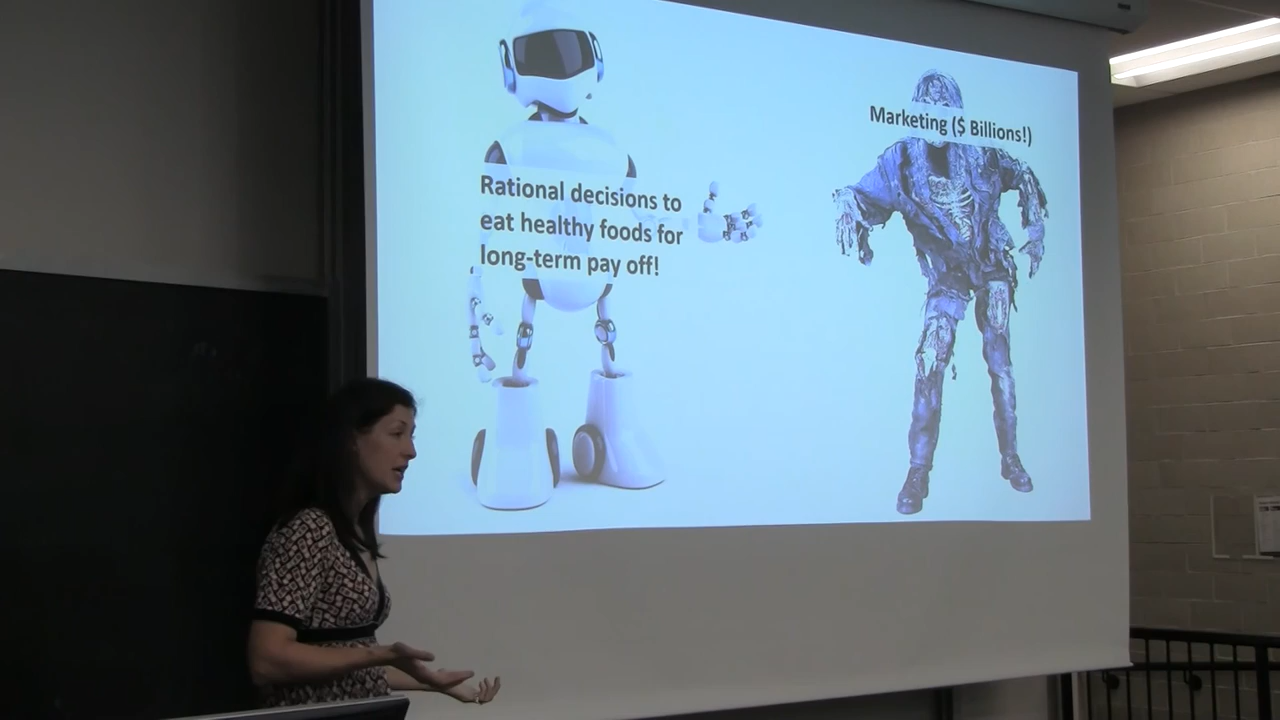 Rational decisions to
eat healthy foods for
long-term pay off!
Marketing ($ Billions!)